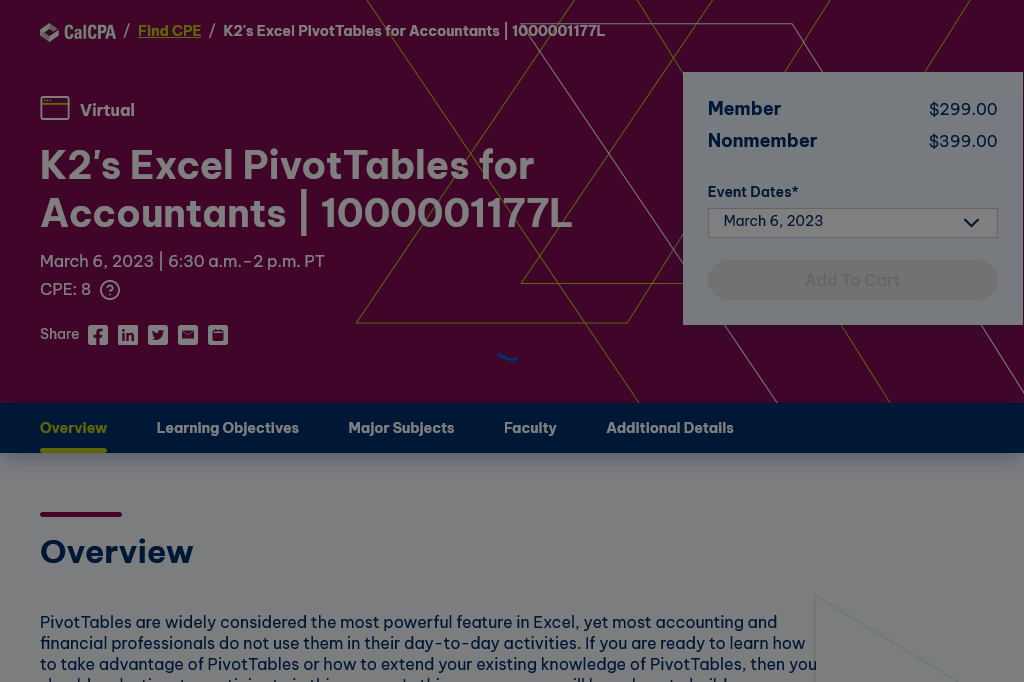 CalCPA / Find CPE / K2's Excel PivotTables for Accountants | 1000001177L
Virtual
K2's Excel PivotTables for
Accountants | 1000001177L
March 6, 2023 | 6:30 a.m.–2 p.m. PT
CPE: 8 ?
Share
Member $299.00
Nonmember $399.00
Event Dates*
March 6, 2023
Add To Cart
Overview Learning Objectives Major Subjects Faculty Additional Details
Overview
PivotTables are widely considered the most powerful feature in Excel, yet most accounting and
financial professionals do not use them in their day-to-day activities. If you are ready to learn how
to take advantage of PivotTables or how to extend your existing knowledge of PivotTables, then you